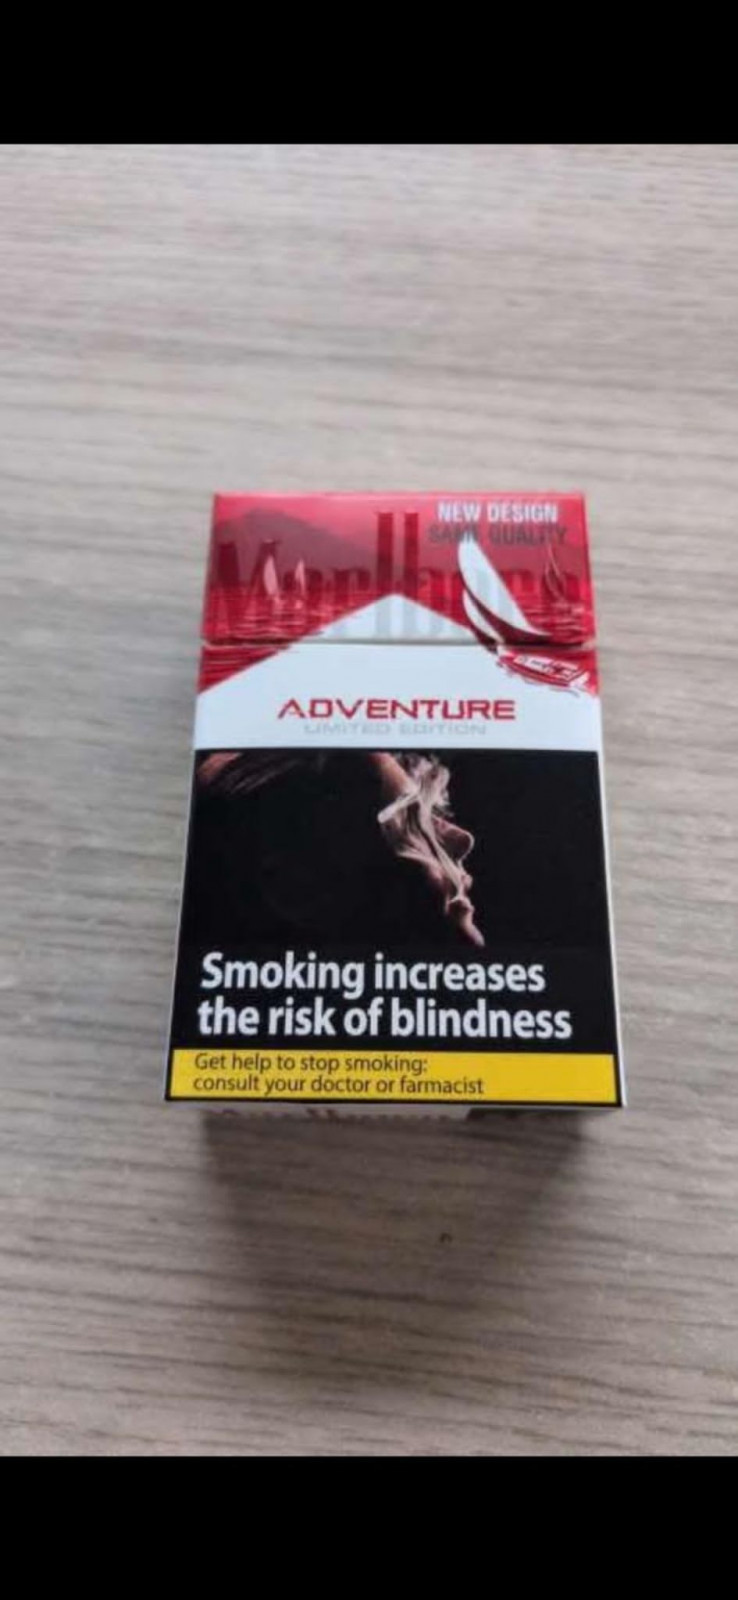 NEW DESIGN
SAME QUALITY
Marlboro
ADVENTURE
LIMITED EDITION
Smoking increases
the risk of blindness
Get help to stop smoking:
consult your doctor or farmacist